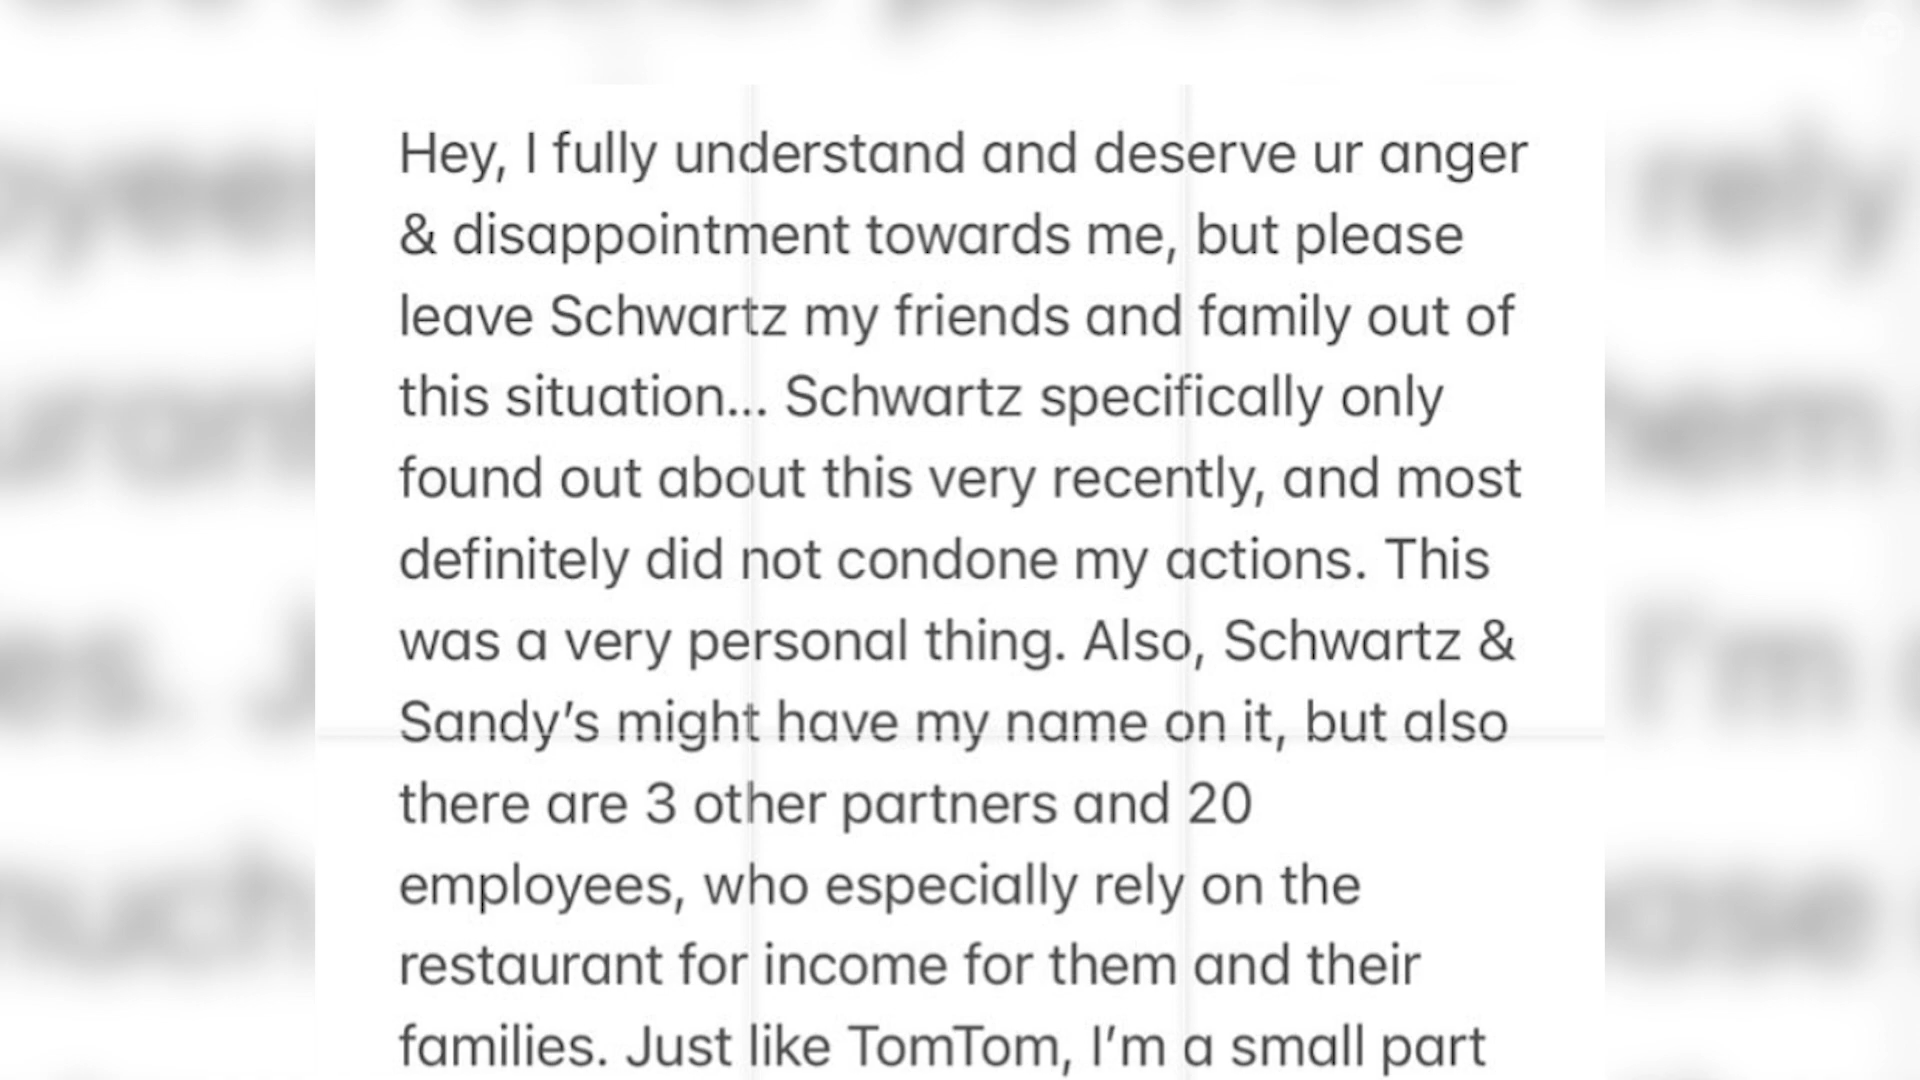 Hey, I fully understand and deserve ur anger
& disappointment towards me, but please
leave Schwartz my friends and family out of
this situation... Schwartz specifically only
found out about this very recently, and most
definitely did not condone my actions. This
was a very personal thing. Also, Schwartz &
Sandy’s might have my name on it, but also
there are 3 other partners and 20
employees, who especially rely on the
restaurant for income for them and their
families. Just like TomTom, I’m a small part